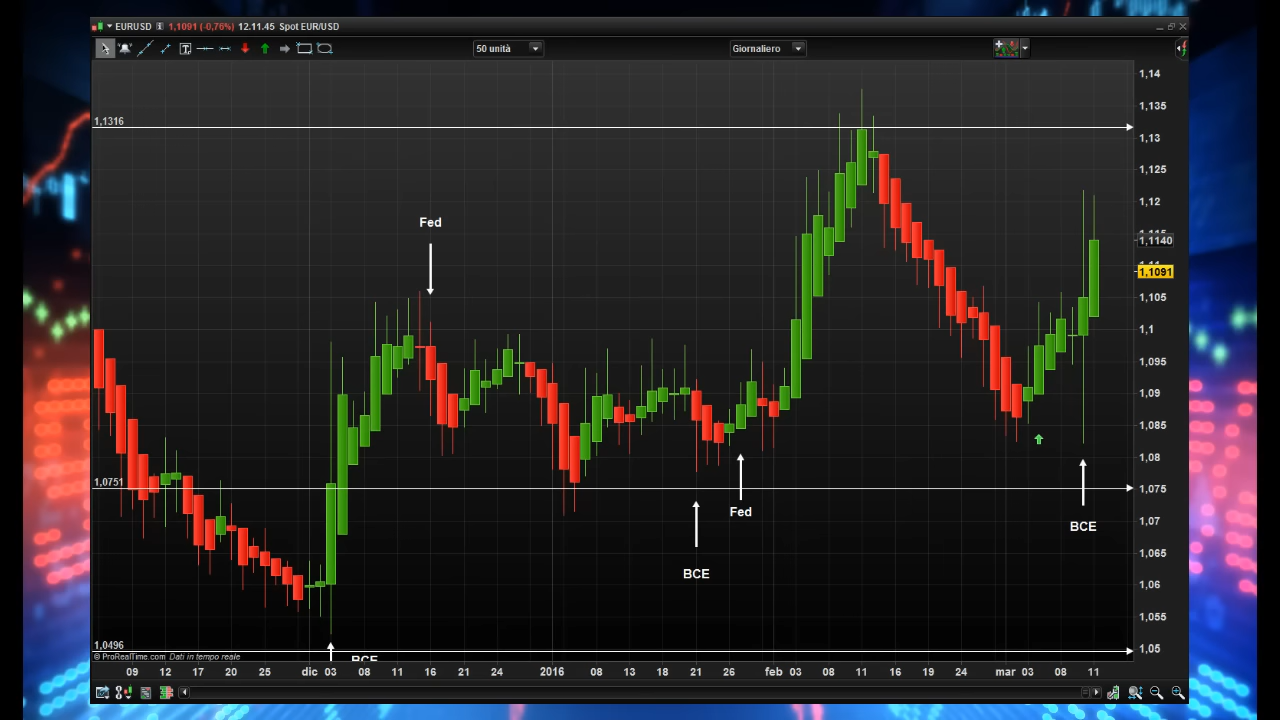 EURUSD 1,1091 (-0,76%) 12.11.45 Spot EUR/USD
50 unità Giornaliero
1,14
1,135
1,13
1,125
1,12
1,115
1,1140
1,11
1,1091
1,105
1,1
1,095
1,09
1,085
1,08
1,075
1,07
1,065
1,06
1,055
1,05
1,1316
Fed
1,0751
Fed
BCE
BCE
1,0496
BCE
© ProRealTime.com Dati in tempo reale
09 12 17 20 25 dic 03 08 11 16 21 24 2016 08 13 18 21 26 feb 03 08 11 16 19 24 mar 03 08 11